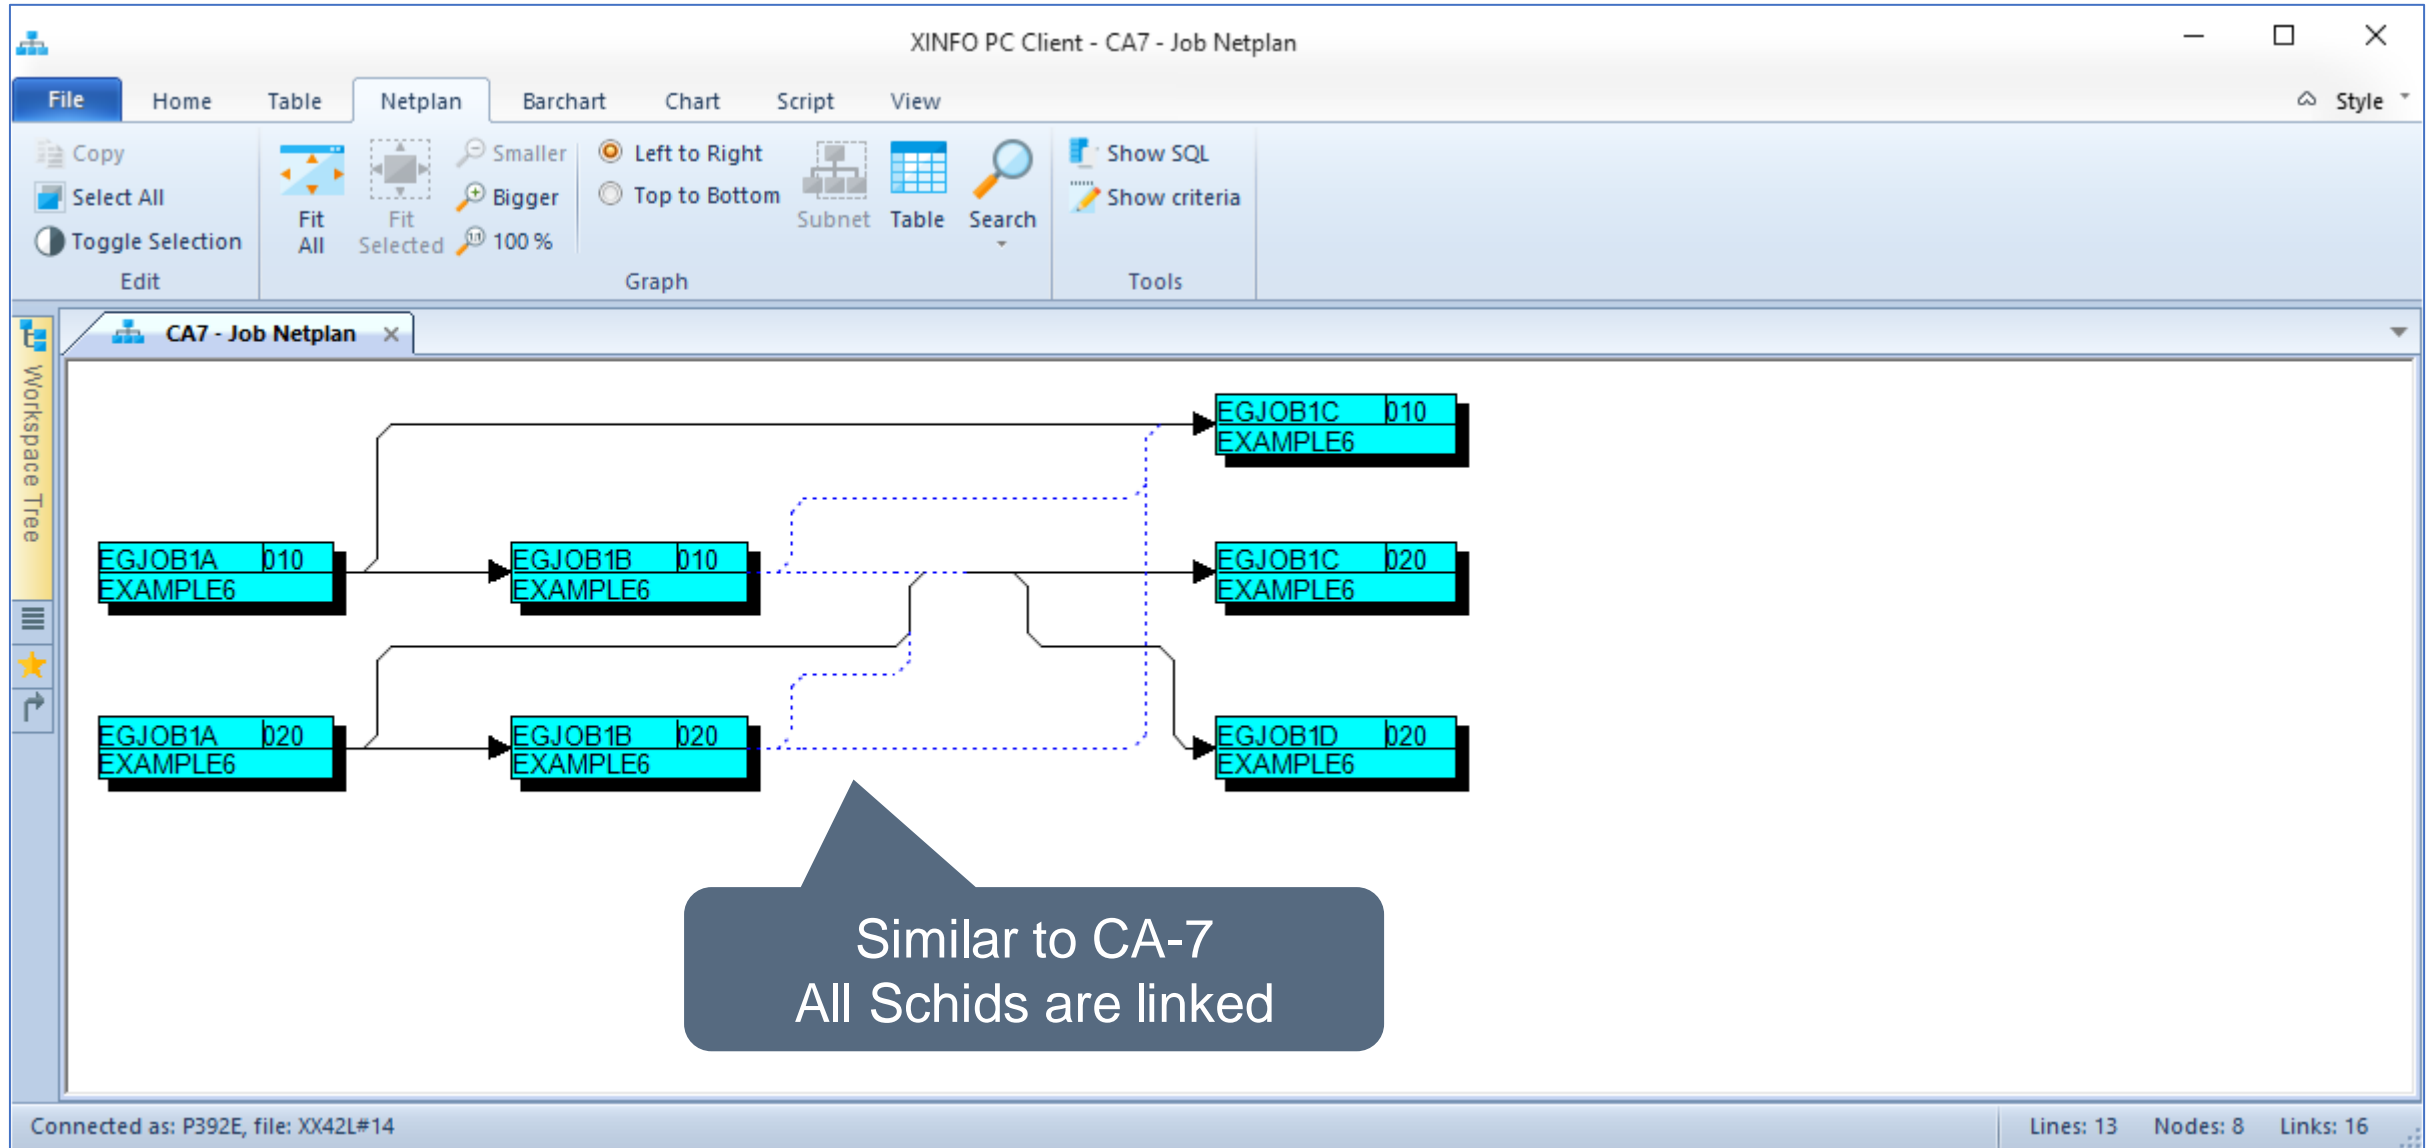 XINFO PC Client - CA7 - Job Netplan
File Home Table Netplan Barchart Chart Script View Style
Copy
Select All
Toggle Selection
Edit
Fit
All
Fit
Selected
Smaller
Bigger
100 %
Left to Right
Top to Bottom
Subnet
Table
Search
Graph
Show SQL
Show criteria
Tools
Workspace Tree
CA7 - Job Netplan
EGJOB1C 010
EXAMPLE6
EGJOB1A 010
EXAMPLE6
EGJOB1B 010
EXAMPLE6
EGJOB1C 020
EXAMPLE6
EGJOB1A 020
EXAMPLE6
EGJOB1B 020
EXAMPLE6
EGJOB1D 020
EXAMPLE6
Similar to CA-7
All Schids are linked
Connected as: P392E, file: XX42L#14
Lines: 13 Nodes: 8 Links: 16